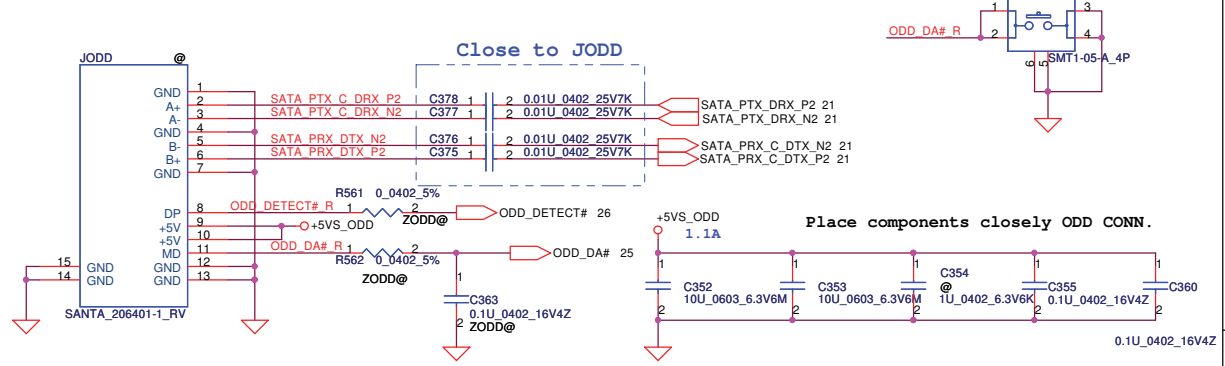 1
3
ODD_DA#_R
2
4
SMT1-05-A_4P
6
5
Close to JODD
JODD
@
GND
1
A+
2
SATA_PTX_C_DRX_P2
C378
1
2
0.01U_0402_25V7K
SATA_PTX_DRX_P2 21
A-
3
SATA_PTX_C_DRX_N2
C377
1
2
0.01U_0402_25V7K
SATA_PTX_DRX_N2 21
GND
4
B-
5
SATA_PRX_DTX_N2
C376
1
2
0.01U_0402_25V7K
SATA_PRX_C_DTX_N2 21
B+
6
SATA_PRX_DTX_P2
C375
1
2
0.01U_0402_25V7K
SATA_PRX_C_DTX_P2 21
GND
7
R561 0_0402_5%
DP
8
ODD_DETECT#_R
1
2
ZODD@
ODD_DETECT# 26
+5V
9
+5VS_ODD
+5V
10
MD
11
ODD_DA#_R
1
2
ODD_DA# 25
R562 0_0402_5%
ZODD@
GND
12
GND
13
15
GND
14
GND
SANTA_206401-1_RV
1
C363
0.1U_0402_16V4Z
2
ZODD@
+5VS_ODD
1.1A
Place components closely ODD CONN.
1
C352
10U_0603_6.3V6M
2
1
C353
10U_0603_6.3V6M
2
1
C354
@
1U_0402_6.3V6K
2
1
C355
0.1U_0402_16V4Z
2
1
C360
2
0.1U_0402_16V4Z